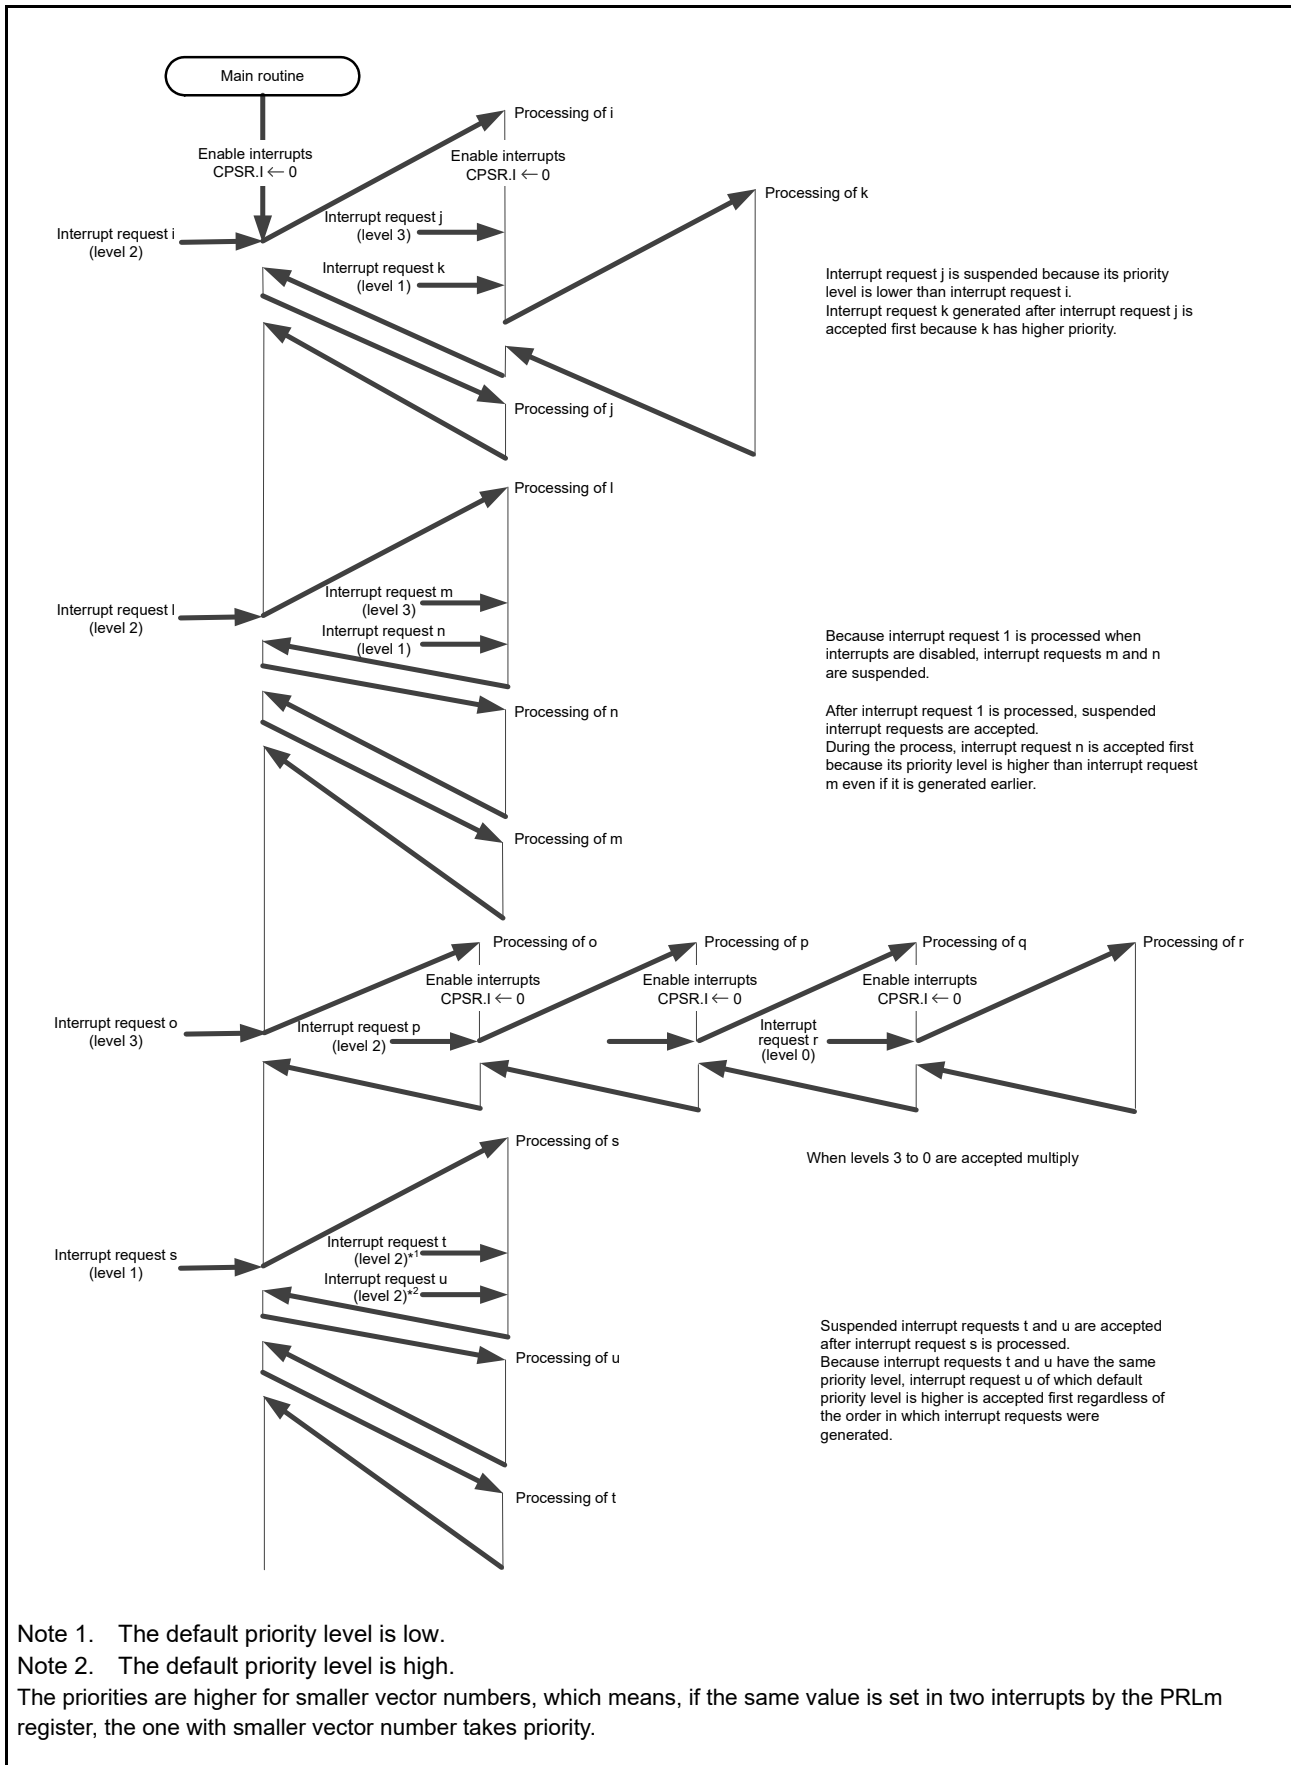 Main routine
Processing of i
Enable interrupts
CPSR.I ← 0
Enable interrupts
CPSR.I ← 0
Processing of k
Interrupt request i
(level 2)
Interrupt request j
(level 3)
Interrupt request k
(level 1)
Interrupt request j is suspended because its priority
level is lower than interrupt request i.
Interrupt request k generated after interrupt request j is
accepted first because k has higher priority.
Processing of j
Processing of l
Interrupt request l
(level 2)
Interrupt request m
(level 3)
Interrupt request n
(level 1)
Because interrupt request 1 is processed when
interrupts are disabled, interrupt requests m and n
are suspended.
After interrupt request 1 is processed, suspended
interrupt requests are accepted.
During the process, interrupt request n is accepted first
because its priority level is higher than interrupt request
m even if it is generated earlier.
Processing of n
Processing of m
Processing of o
Processing of p
Processing of q
Processing of r
Enable interrupts
CPSR.I ← 0
Enable interrupts
CPSR.I ← 0
Enable interrupts
CPSR.I ← 0
Interrupt request o
(level 3)
Interrupt request p
(level 2)
Interrupt
request r
(level 0)
When levels 3 to 0 are accepted multiply
Processing of s
Interrupt request s
(level 1)
Interrupt request t
(level 2)*1
Interrupt request u
(level 2)*2
Suspended interrupt requests t and u are accepted
after interrupt request s is processed.
Because interrupt requests t and u have the same
priority level, interrupt request u of which default
priority level is higher is accepted first regardless of
the order in which interrupt requests were
generated.
Processing of u
Processing of t
Note 1. The default priority level is low.
Note 2. The default priority level is high.
The priorities are higher for smaller vector numbers, which means, if the same value is set in two interrupts by the PRLm
register, the one with smaller vector number takes priority.